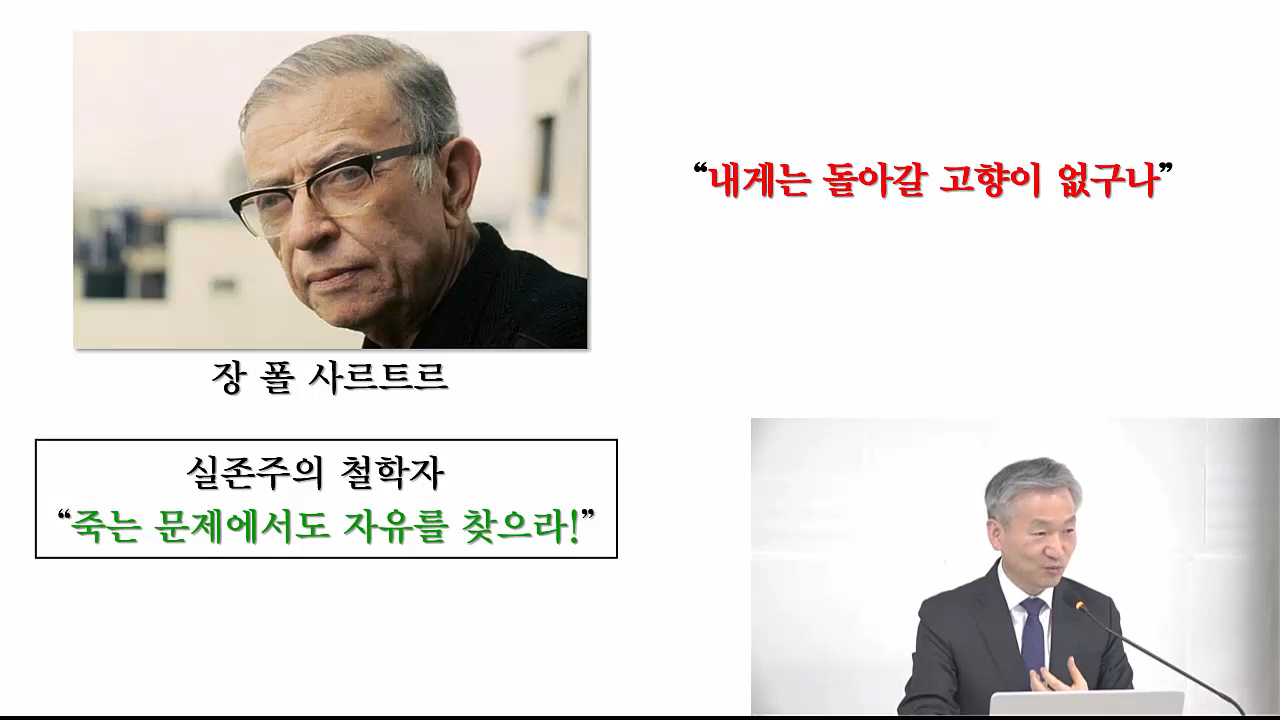 장 폴 사르트르
실존주의 철학자
“죽는 문제에서도 자유를 찾으라!”
“내게는 돌아갈 고향이 없구나”